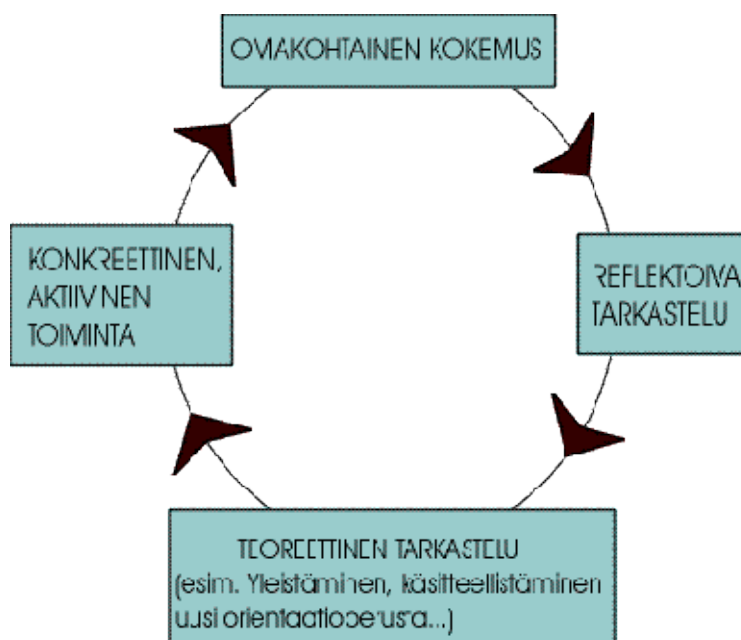 OMAKOHTAINEN KOKEMUS
REFLEKTOIVA
TARKASTELU
TEOREETTINEN TARKASTELU
(esim. Yleistäminen, käsitteellistäminen
uusi orientaatioperusta...)
KONKREETTINEN,
AKTIIVINEN
TOIMINTA